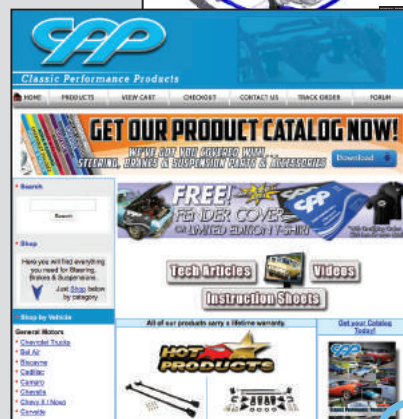 CPP
Classic Performance Products
HOME PRODUCTS VIEW CART CHECKOUT CONTACT US TRACK ORDER FORUM
GET OUR PRODUCT CATALOG NOW!
WE'VE GOT YOU COVERED WITH...
STEERING, BRAKES & SUSPENSION PARTS & ACCESSORIES
Download
Search
Search
FREE!
FENDER COVER
OR LIMITED EDITION T-SHIRT
CPP
Shop
Here you will find everything
you need for Steering,
Brakes & Suspensions.
Just Shop below
by category
Tech Articles Videos
Instruction Sheets
Shop by Vehicle
General Motors
Chevrolet Trucks
Bel Air
Biscayne
Cadillac
Camaro
Chevelle
Chevy II / Nova
Corvette
All of our products carry a lifetime warranty.
HOT
PRODUCTS
Get your Catalog
Today!
CPP